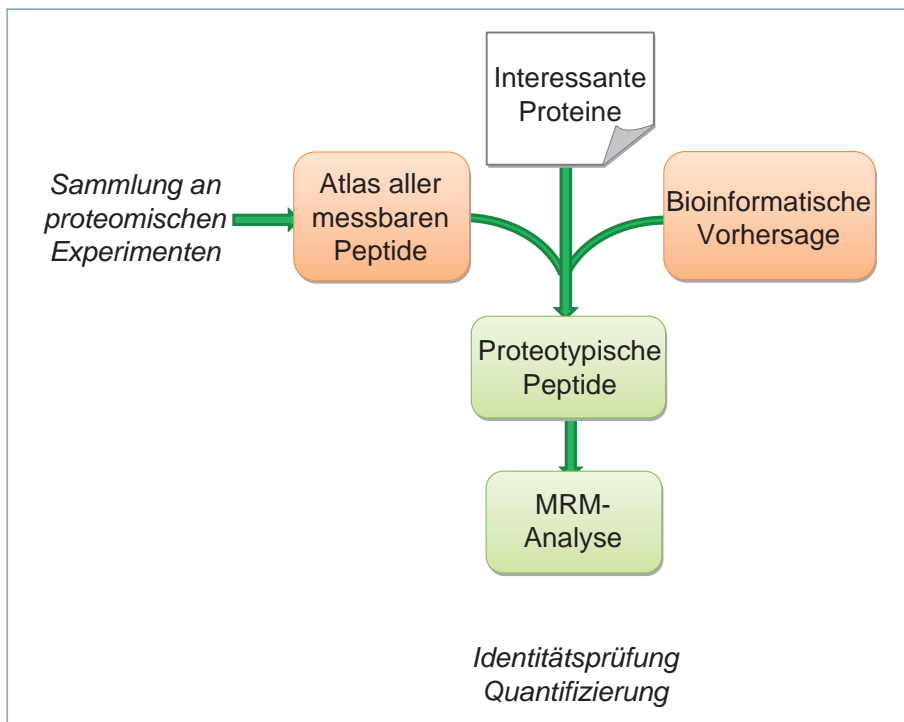 Interessante
Proteine
Sammlung an
proteomischen
Experimenten
Atlas aller
messbaren
Peptide
Bioinformatische
Vorhersage
Proteotypische
Peptide
MRM-
Analyse
Identitätsprüfung
Quantifizierung